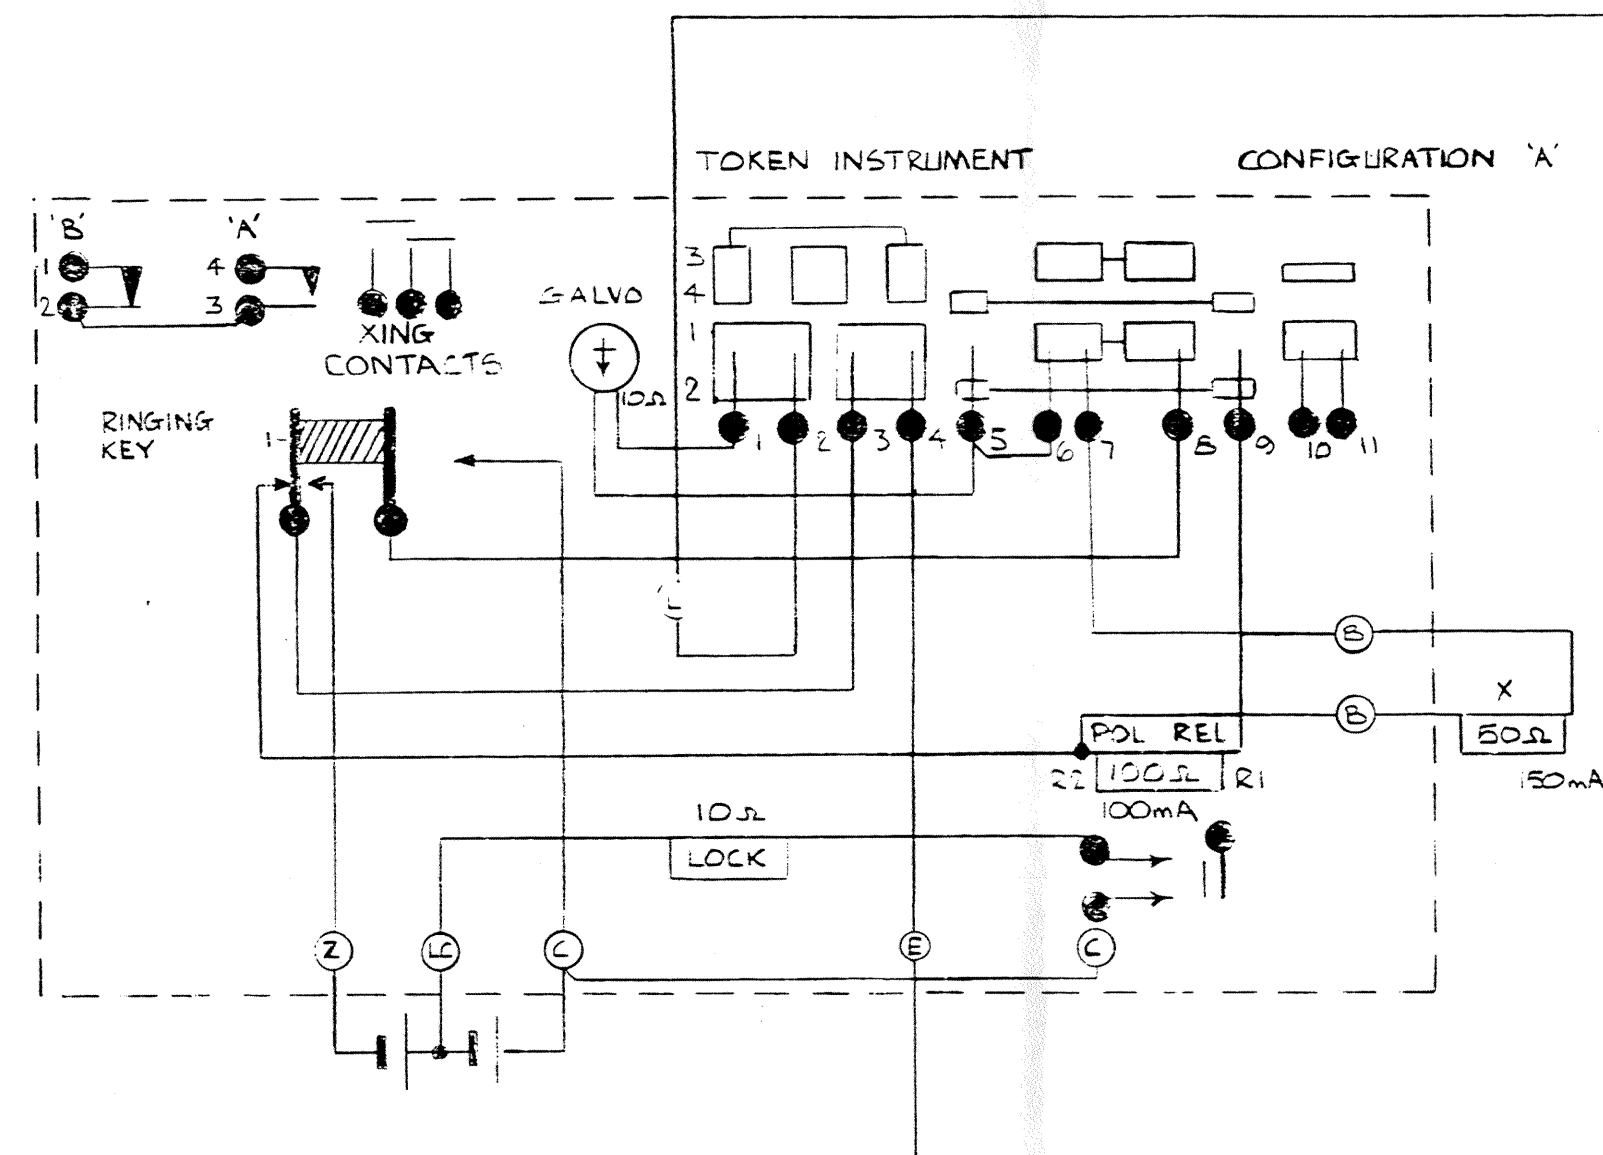 TOKEN INSTRUMENT CONFIGURATION 'A'
'B' 'A'
1 4
2 3
XING
CONTACTS
GALVO
10Ω
3
4
1
2
1 2 3 4 5 6 7 8 9 10 11
RINGING
KEY
1
L
B
X
B
POL REL
50Ω
R2 100Ω R1
150mA
100mA
10Ω
LOCK
Z LC C E C